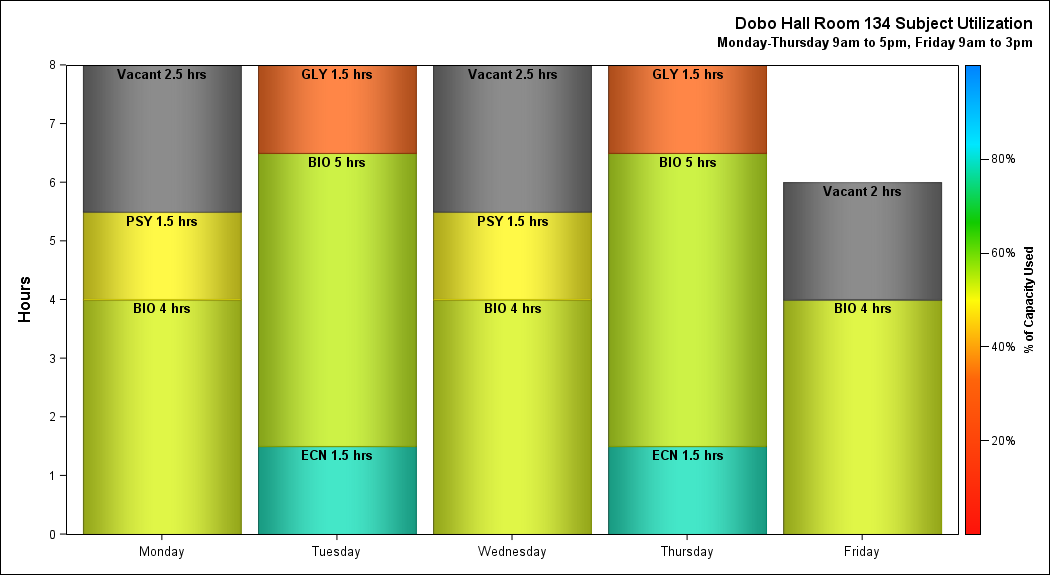 Dobo Hall Room 134 Subject Utilization
Monday-Thursday 9am to 5pm, Friday 9am to 3pm
Hours
8
7
6
5
4
3
2
1
0
Vacant 2.5 hrs
PSY 1.5 hrs
BIO 4 hrs
GLY 1.5 hrs
BIO 5 hrs
ECN 1.5 hrs
Vacant 2.5 hrs
PSY 1.5 hrs
BIO 4 hrs
GLY 1.5 hrs
BIO 5 hrs
ECN 1.5 hrs
Vacant 2 hrs
BIO 4 hrs
Monday
Tuesday
Wednesday
Thursday
Friday
80%
60%
40%
20%
% of Capacity Used